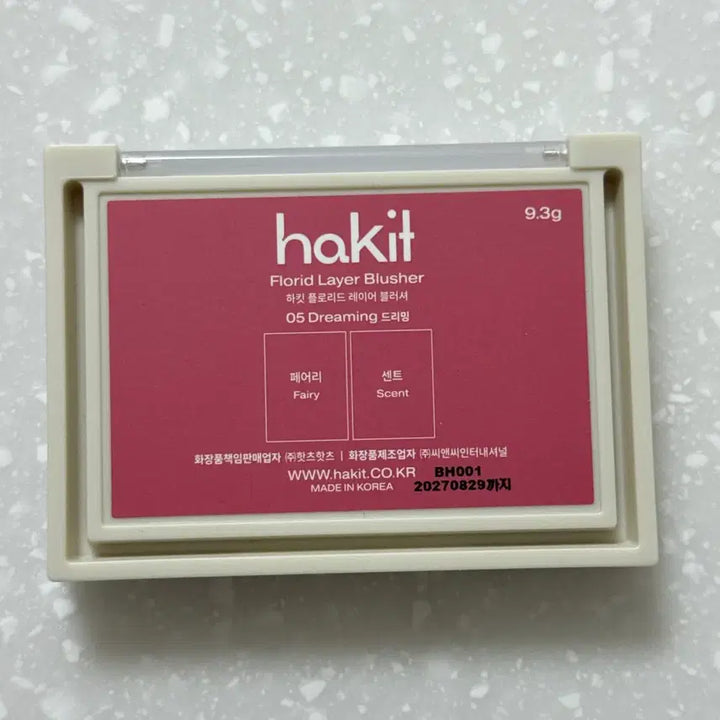 hakit
9.3g
Florid Layer Blusher
하킷 플로리드 레이어 블러셔
05 Dreaming 드리밍
페어리
Fairy
센트
Scent
화장품책임판매업자 ㈜핫츠핫츠 | 화장품제조업자 ㈜씨앤씨인터내셔널
WWW.hakit.CO.KR
MADE IN KOREA
BH001
20270829까지